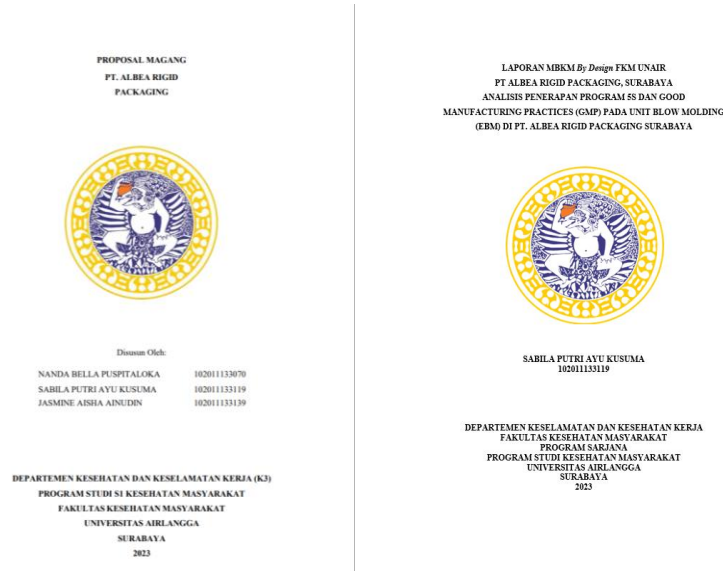 PROPOSAL MAGANG
PT. ALBEA RIGID
PACKAGING
Disusun Oleh:
NANDA BELLA PUSPITALOKA 102011133070
SABILA PUTRI AYU KUSUMA 102011133119
JASMINE AISHA AINUDIN 102011133139
DEPARTEMEN KESEHATAN DAN KESELAMATAN KERJA (K3)
PROGRAM STUDI S1 KESEHATAN MASYARAKAT
FAKULTAS KESEHATAN MASYARAKAT
UNIVERSITAS AIRLANGGA
SURABAYA
2023
LAPORAN MBKM By Design FKM UNAIR
PT ALBEA RIGID PACKAGING, SURABAYA
ANALISIS PENERAPAN PROGRAM 5S DAN GOOD
MANUFACTURING PRACTICES (GMP) PADA UNIT BLOW MOLDING
(EBM) DI PT. ALBEA RIGID PACKAGING SURABAYA
SABILA PUTRI AYU KUSUMA
102011133119
DEPARTEMEN KESELAMATAN DAN KESEHATAN KERJA
FAKULTAS KESEHATAN MASYARAKAT
PROGRAM SARJANA
PROGRAM STUDI KESEHATAN MASYARAKAT
UNIVERSITAS AIRLANGGA
SURABAYA
2023